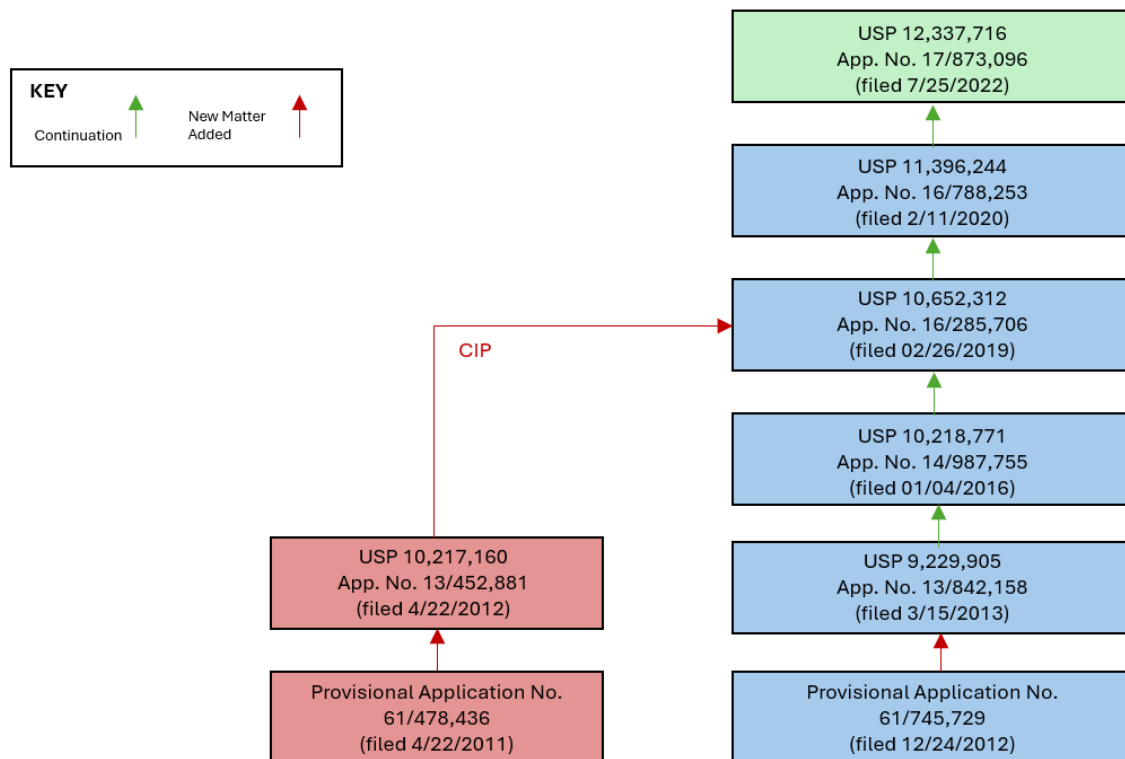 USP 12,337,716
App. No. 17/873,096
(filed 7/25/2022)
KEY
Continuation
New Matter
Added
USP 11,396,244
App. No. 16/788,253
(filed 2/11/2020)
USP 10,652,312
App. No. 16/285,706
(filed 02/26/2019)
CIP
USP 10,218,771
App. No. 14/987,755
(filed 01/04/2016)
USP 10,217,160
App. No. 13/452,881
(filed 4/22/2012)
USP 9,229,905
App. No. 13/842,158
(filed 3/15/2013)
Provisional Application No.
61/478,436
(filed 4/22/2011)
Provisional Application No.
61/745,729
(filed 12/24/2012)